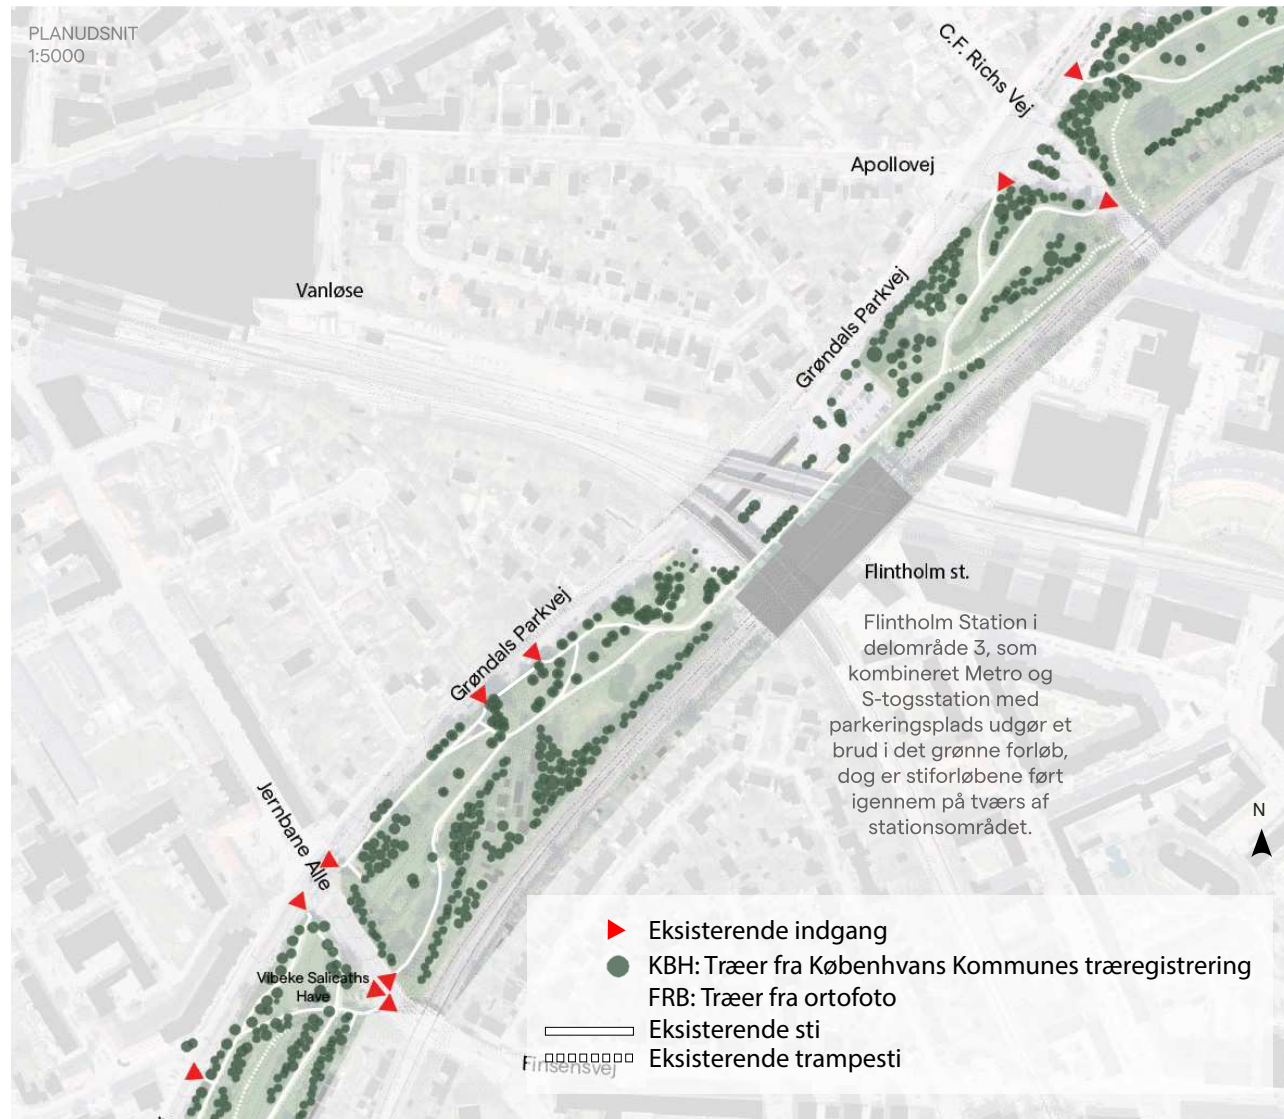 PLANUDSNIT
1:5000
C.F. Richs Vej
Apollovej
Vanløse
Grøndals Parkvej
Flintholm st.
Flintholm Station i
delområde 3, som
kombineret Metro og
S-togsstation med
parkeringsplads udgør et
brud i det grønne forløb,
dog er stiforløbene ført
igennem på tværs af
stationsområdet.
Grøndals Parkvej
Jernbane Alle
N
Vibeke Salicaths
Have
Eksisterende indgang
KBH: Træer fra Københvans Kommunes træregistrering
FRB: Træer fra ortofoto
Eksisterende sti
Eksisterende trampesti
Finsensvej